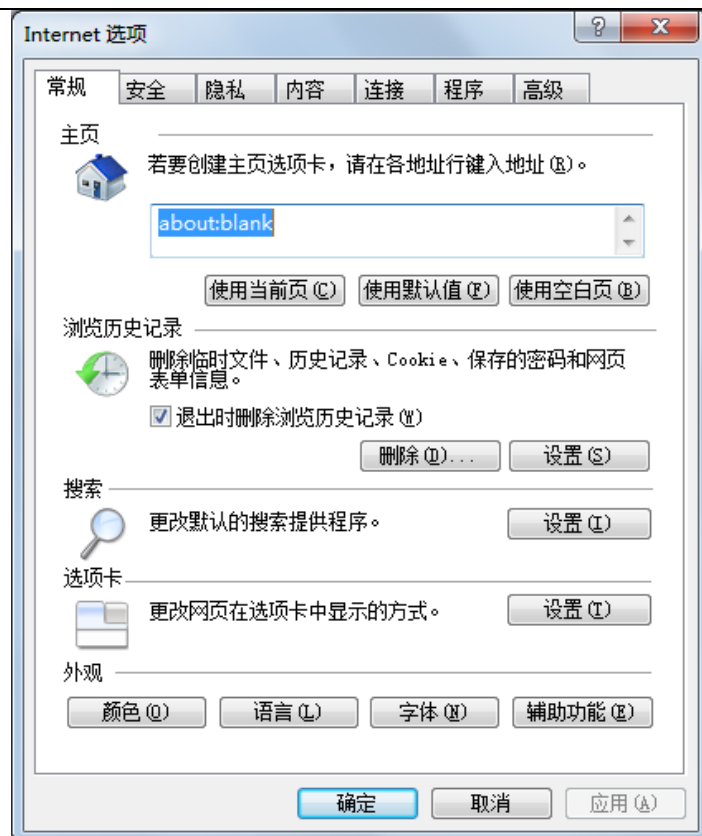 Internet 选项
常规 安全 隐私 内容 连接 程序 高级
主页
若要创建主页选项卡，请在各地址行键入地址(R)。
about:blank
使用当前页(C) 使用默认值(F) 使用空白页(B)
浏览历史记录
删除临时文件、历史记录、Cookie、保存的密码和网页
表单信息。
退出时删除浏览历史记录(W)
删除(D)... 设置(S)
搜索
更改默认的搜索提供程序。 设置(I)
选项卡
更改网页在选项卡中显示的方式。 设置(T)
外观
颜色(O) 语言(L) 字体(N) 辅助功能(E)
确定 取消 应用(A)